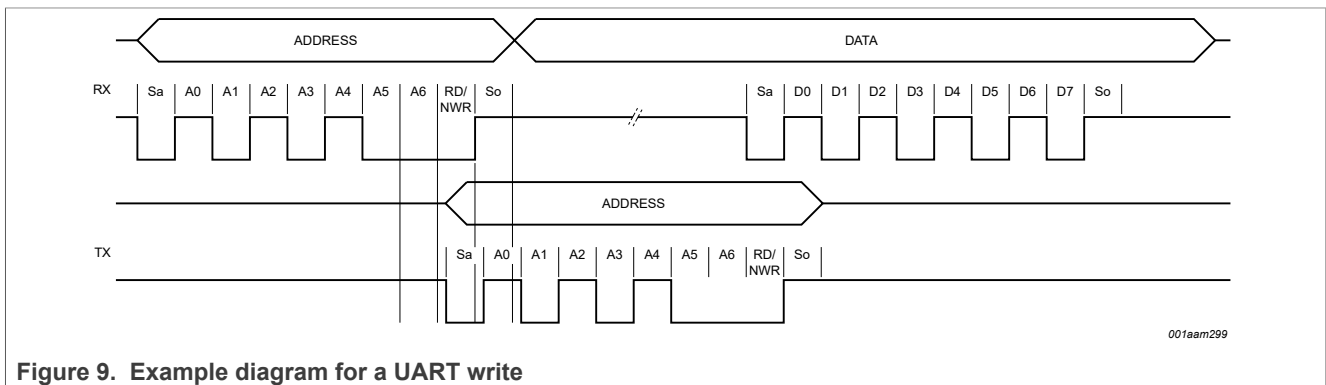 ADDRESS DATA
RX Sa A0 A1 A2 A3 A4 A5 A6 RD/ NWR So Sa D0 D1 D2 D3 D4 D5 D6 D7 So
ADDRESS
TX Sa A0 A1 A2 A3 A4 A5 A6 RD/ NWR So
001aam299
Figure 9. Example diagram for a UART write